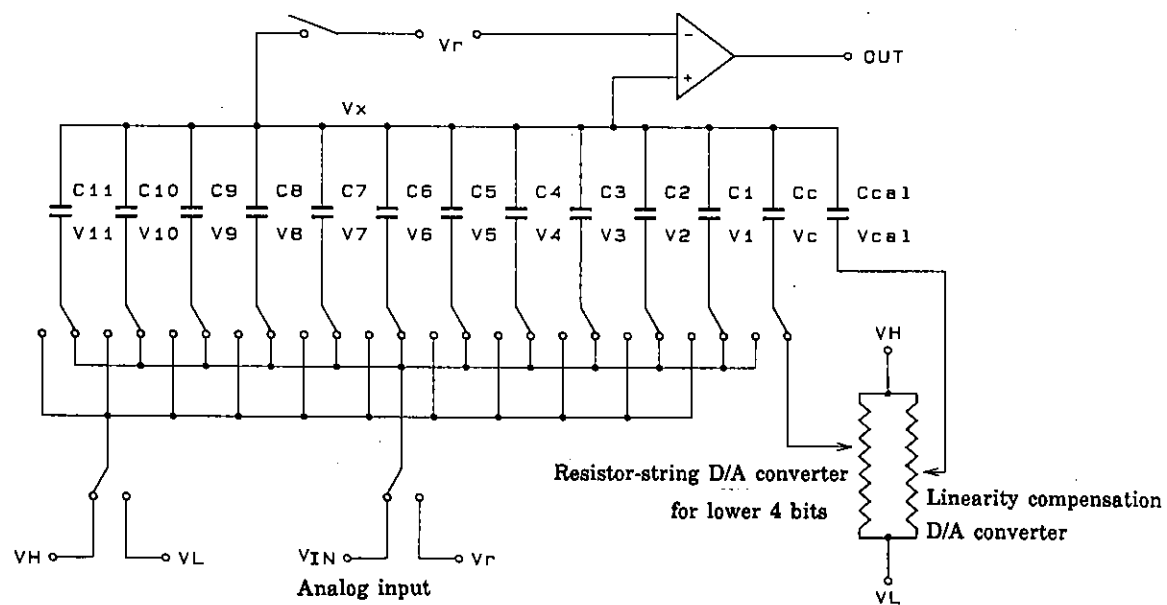 Vr
−
+
OUT
Vx
C11 C10 C9 C8 C7 C6 C5 C4 C3 C2 C1 Cc Ccal
V11 V10 V9 V8 V7 V6 V5 V4 V3 V2 V1 Vc Vcal
VH
Resistor-string D/A converter
for lower 4 bits
Linearity compensation
D/A converter
VH VL VIN Vr
Analog input
VL